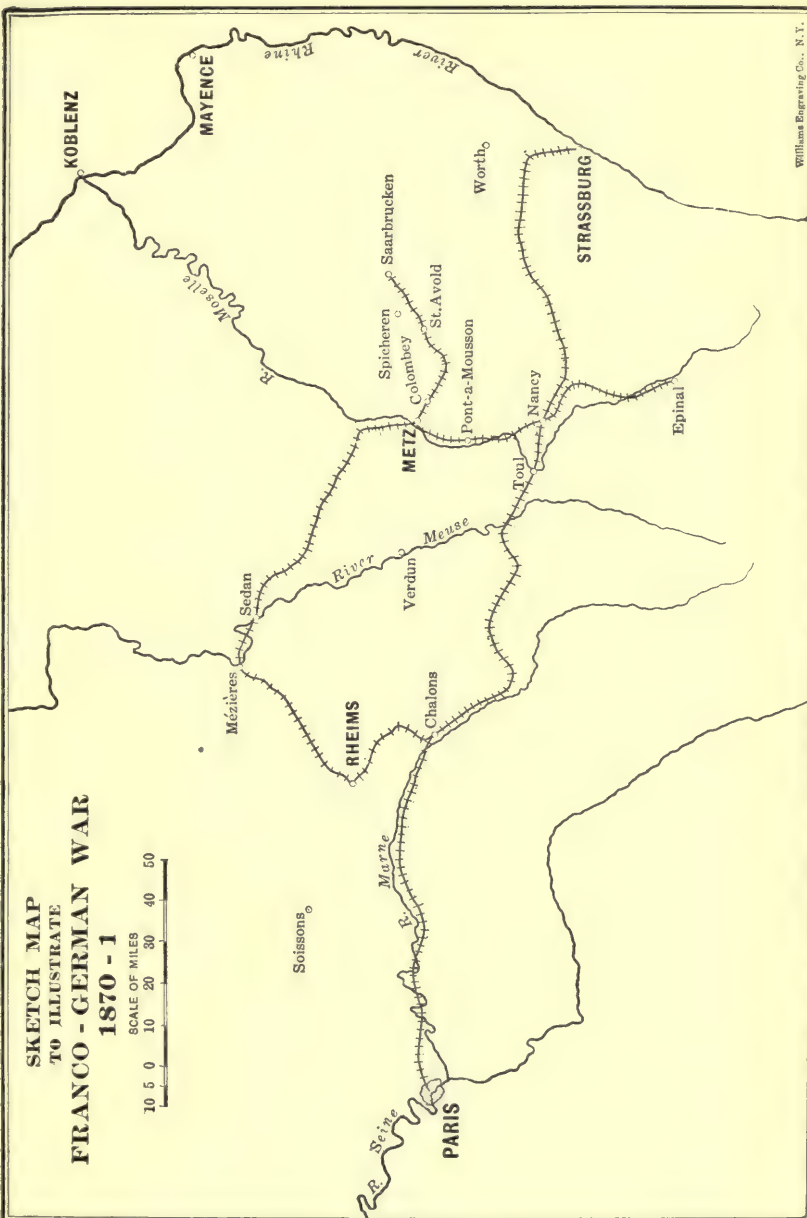 SKETCH MAP
TO ILLUSTRATE
FRANCO - GERMAN WAR
1870 - 1
SCALE OF MILES
10 5 0 10 20 30 40 50
KOBLENZ
MAYENCE
Rhine
River
Moselle
R.
Saarbrucken
Spicheren
St. Avold
Colombey
METZ
Worth
Pont-a-Mousson
STRASSBURG
Nancy
Toul
Epinal
Sedan
Mézières
River
Meuse
Verdun
RHEIMS
Chalons
Soissons
Marne
R.
R.
Seine
PARIS
Williams Engraving Co., N.Y.